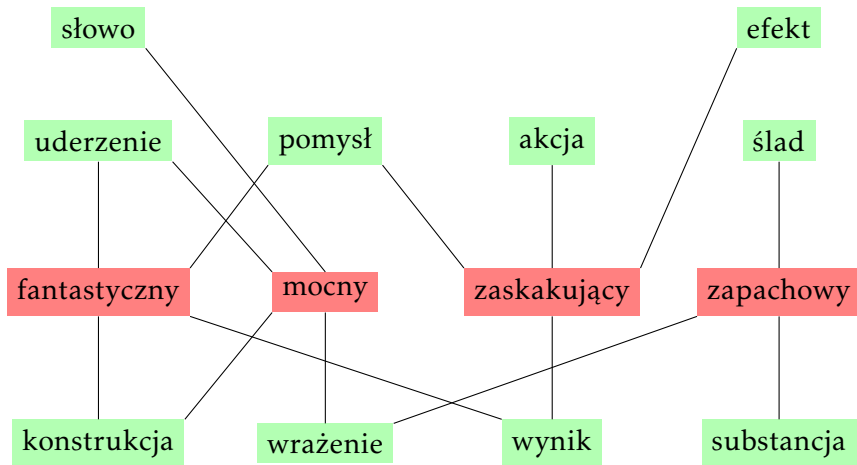 słowo
efekt
uderzenie
pomysł
akcja
ślad
fantastyczny
mocny
zaskakujący
zapachowy
konstrukcja
wrażenie
wynik
substancja